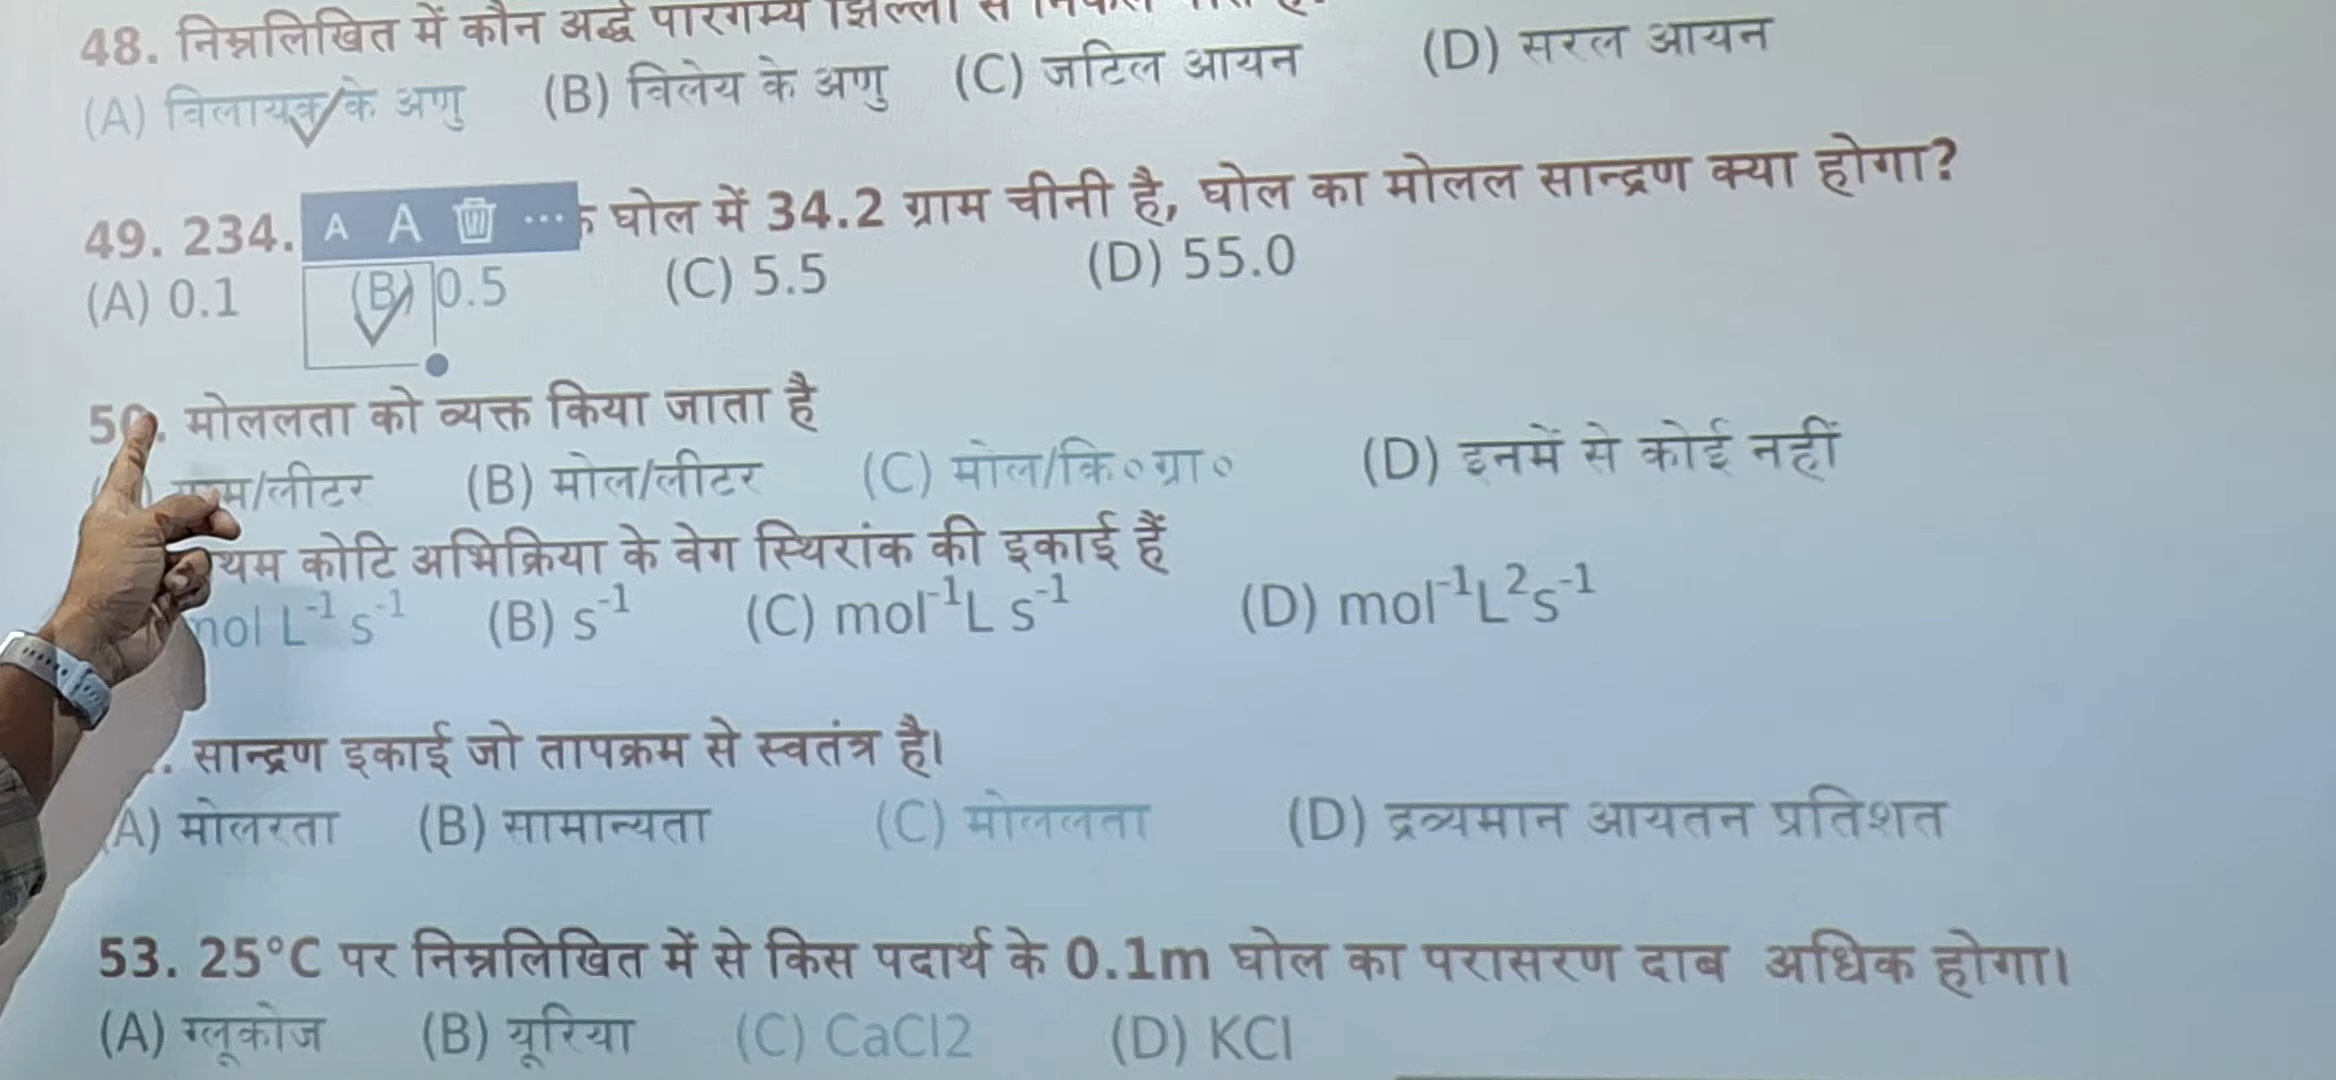 48. निम्नलिखित में कौन अर्द्ध पारगम्य झिल्ली से
(A) विलायक के अणु (B) विलेय के अणु (C) जटिल आयन (D) सरल आयन
49. 234. A A ... घोल में 34.2 ग्राम चीनी है, घोल का मोलल सान्द्रण क्या होगा?
(A) 0.1 (B) 0.5 (C) 5.5 (D) 55.0
50. मोललता को व्यक्त किया जाता है
/लीटर (B) मोल/लीटर (C) मोल/कि०ग्रा० (D) इनमें से कोई नहीं
कोटि अभिक्रिया के वेग स्थिरांक की इकाई हैं
mol L⁻¹ s⁻¹ (B) s⁻¹ (C) mol⁻¹L s⁻¹ (D) mol⁻¹L²s⁻¹
. सान्द्रण इकाई जो तापक्रम से स्वतंत्र है।
A) मोलरता (B) सामान्यता (C) मोललता (D) द्रव्यमान आयतन प्रतिशत
53. 25°C पर निम्नलिखित में से किस पदार्थ के 0.1m घोल का परासरण दाब अधिक होगा।
(A) ग्लूकोज (B) यूरिया (C) CaCl2 (D) KCl